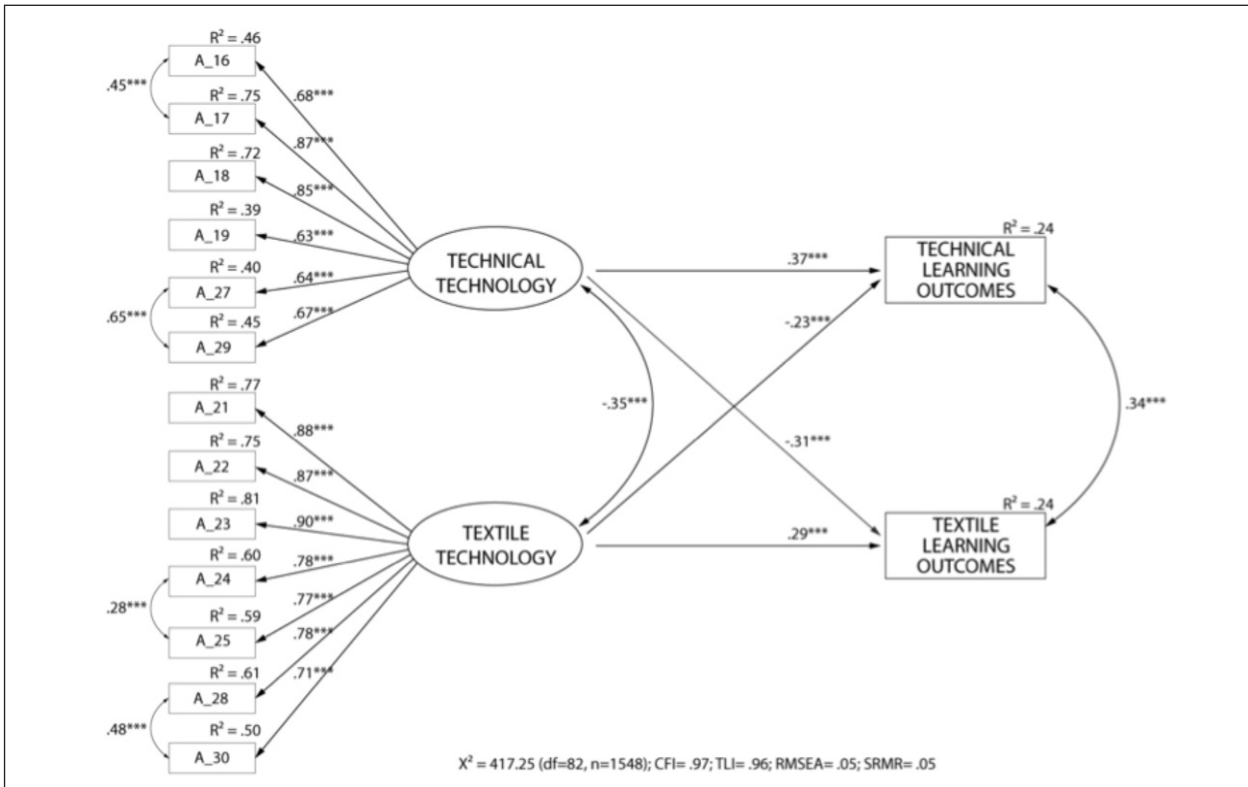 R² = .46
A_16
.45***
.68***
R² = .75
A_17
.87***
R² = .72
A_18
.85***
R² = .39
A_19
.63***
R² = .40
A_27
.64***
.65***
R² = .45
A_29
.67***
TECHNICAL
TECHNOLOGY
R² = .77
A_21
.88***
R² = .75
A_22
.87***
R² = .81
A_23
.90***
R² = .60
A_24
.78***
.28***
R² = .59
A_25
.77***
R² = .61
A_28
.78***
.48***
R² = .50
A_30
.71***
TEXTILE
TECHNOLOGY
-.35***
.37***
-.23***
-.31***
.29***
R² = .24
TECHNICAL
LEARNING
OUTCOMES
.34***
R² = .24
TEXTILE
LEARNING
OUTCOMES
X² = 417.25 (df=82, n=1548); CFI= .97; TLI= .96; RMSEA= .05; SRMR= .05